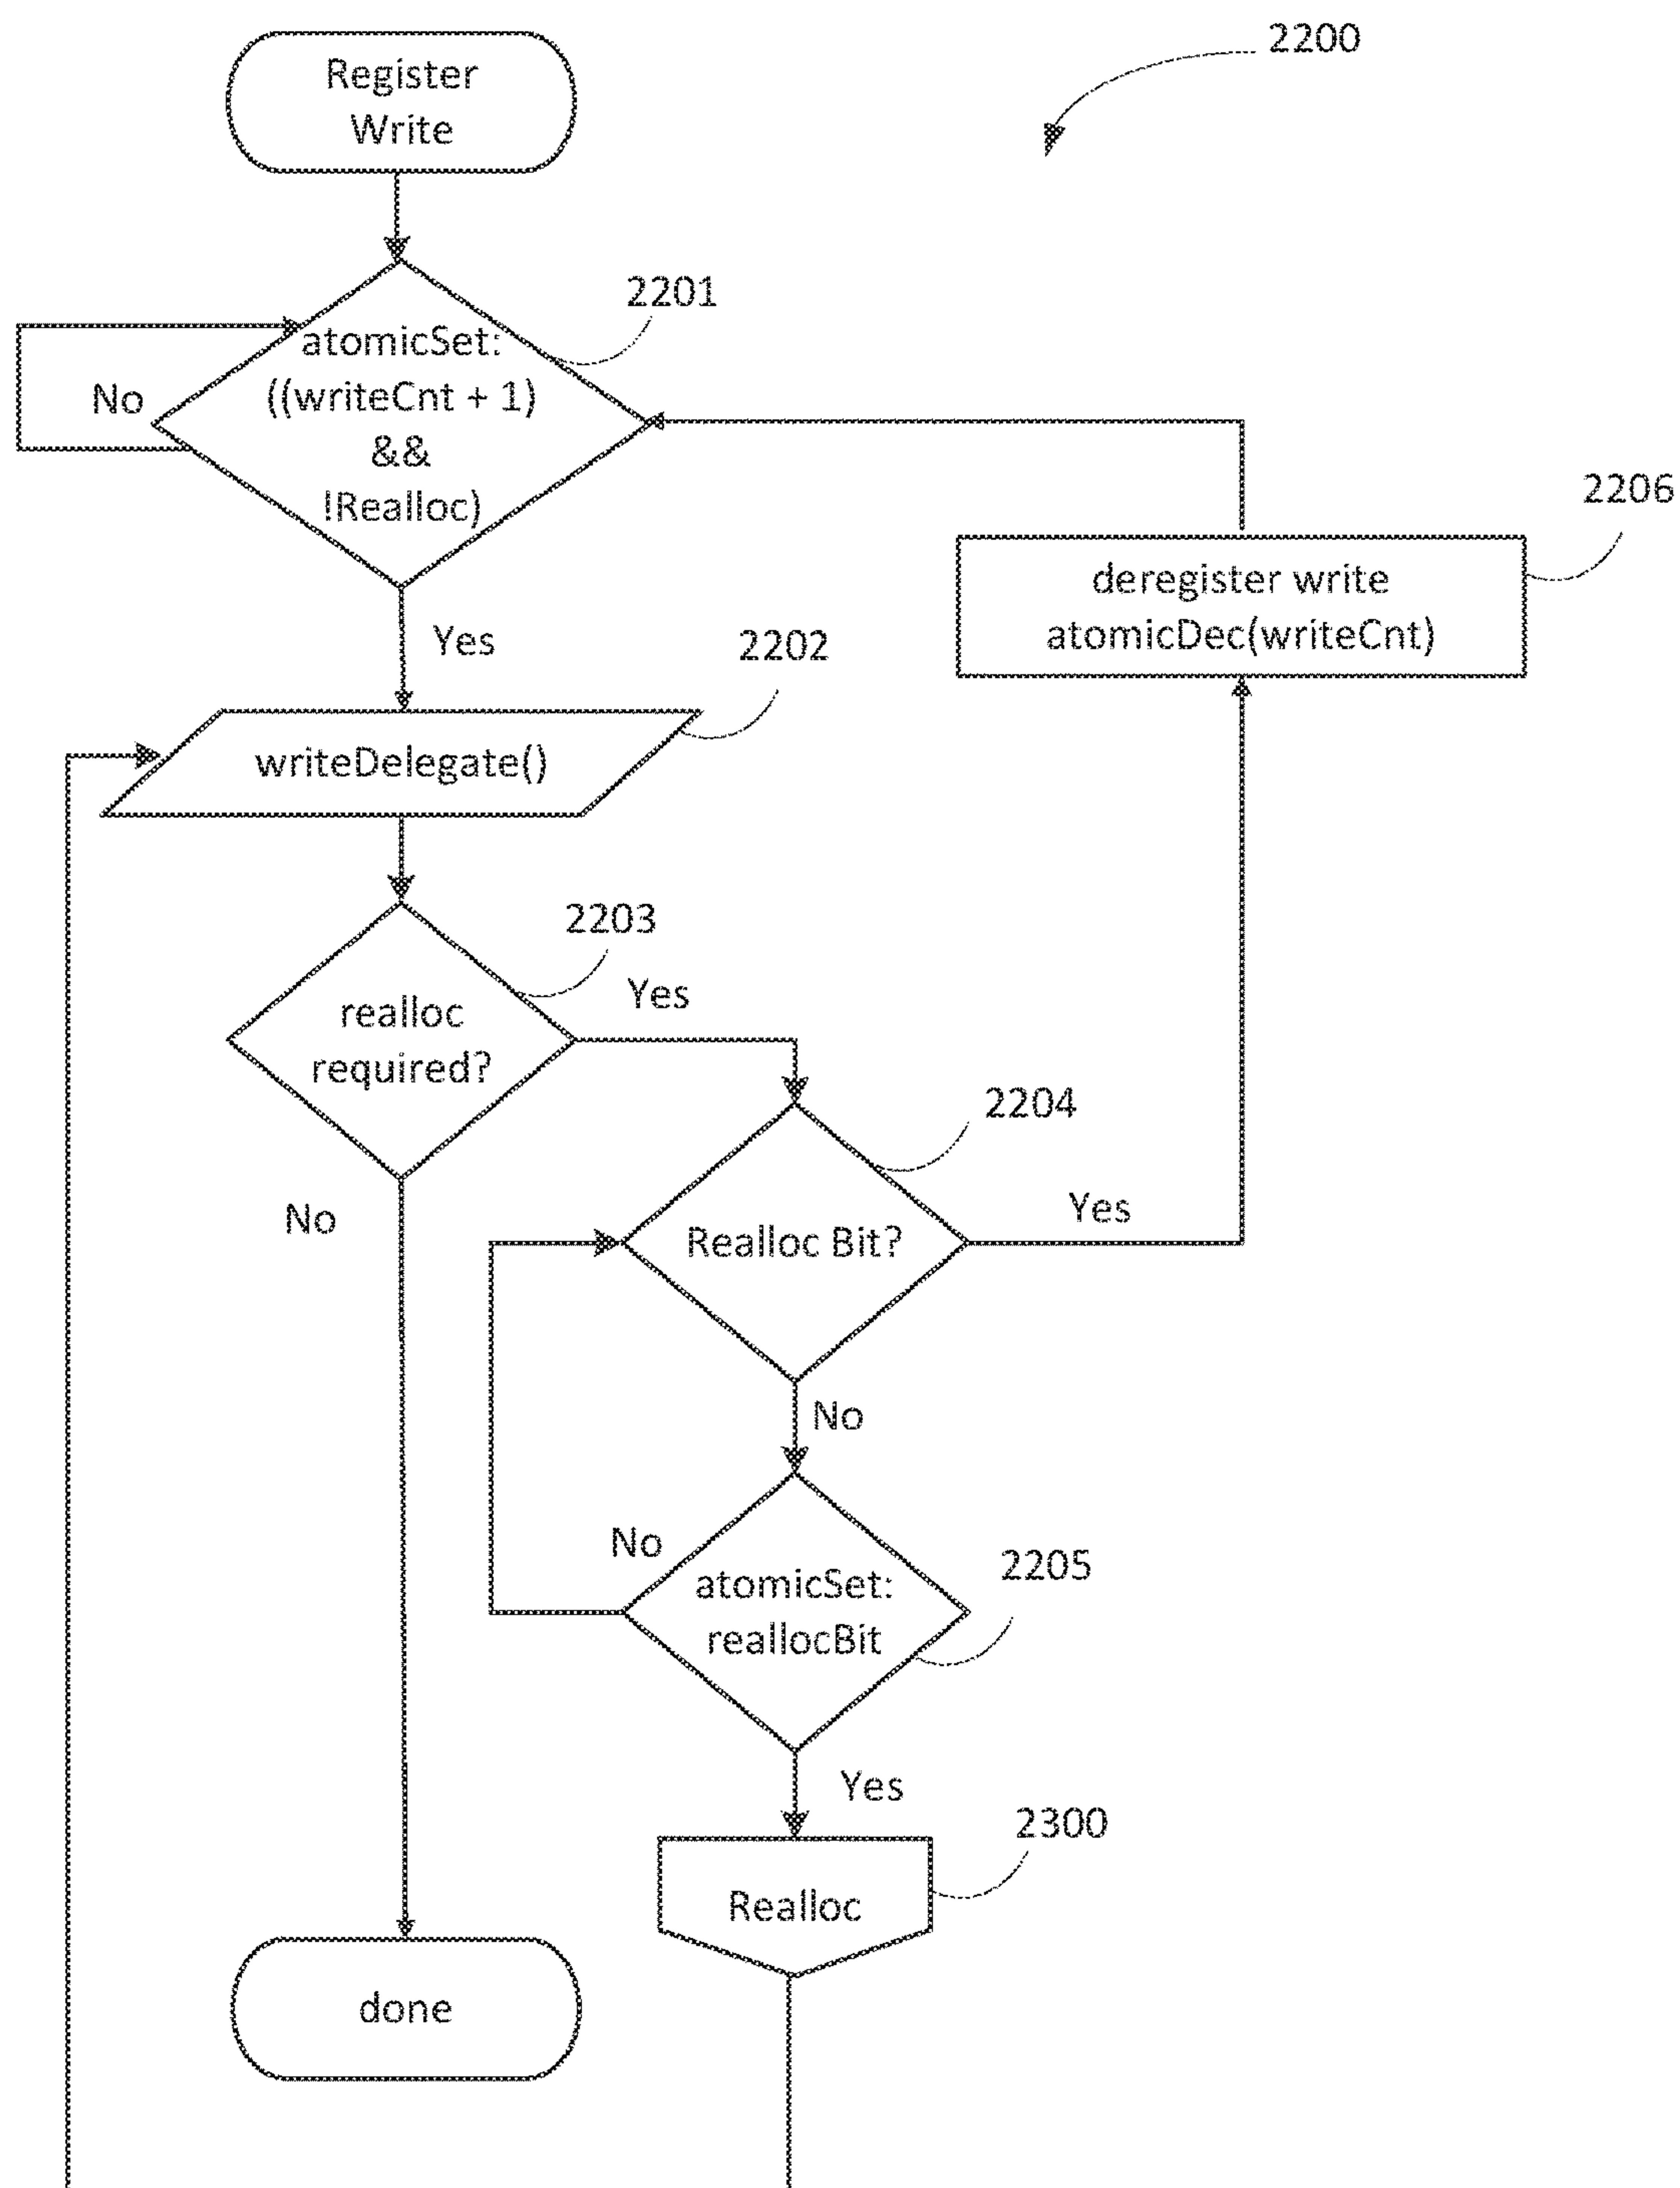 2200
Register
Write
2201
atomicSet:
((writeCnt + 1)
&&
!Realloc)
No
2206
deregister write
atomicDec(writeCnt)
Yes
2202
writeDelegate()
2203
Yes
realloc
required?
2204
No
Realloc Bit?
Yes
No
No
2205
atomicSet:
reallocBit
Yes
2300
Realloc
done